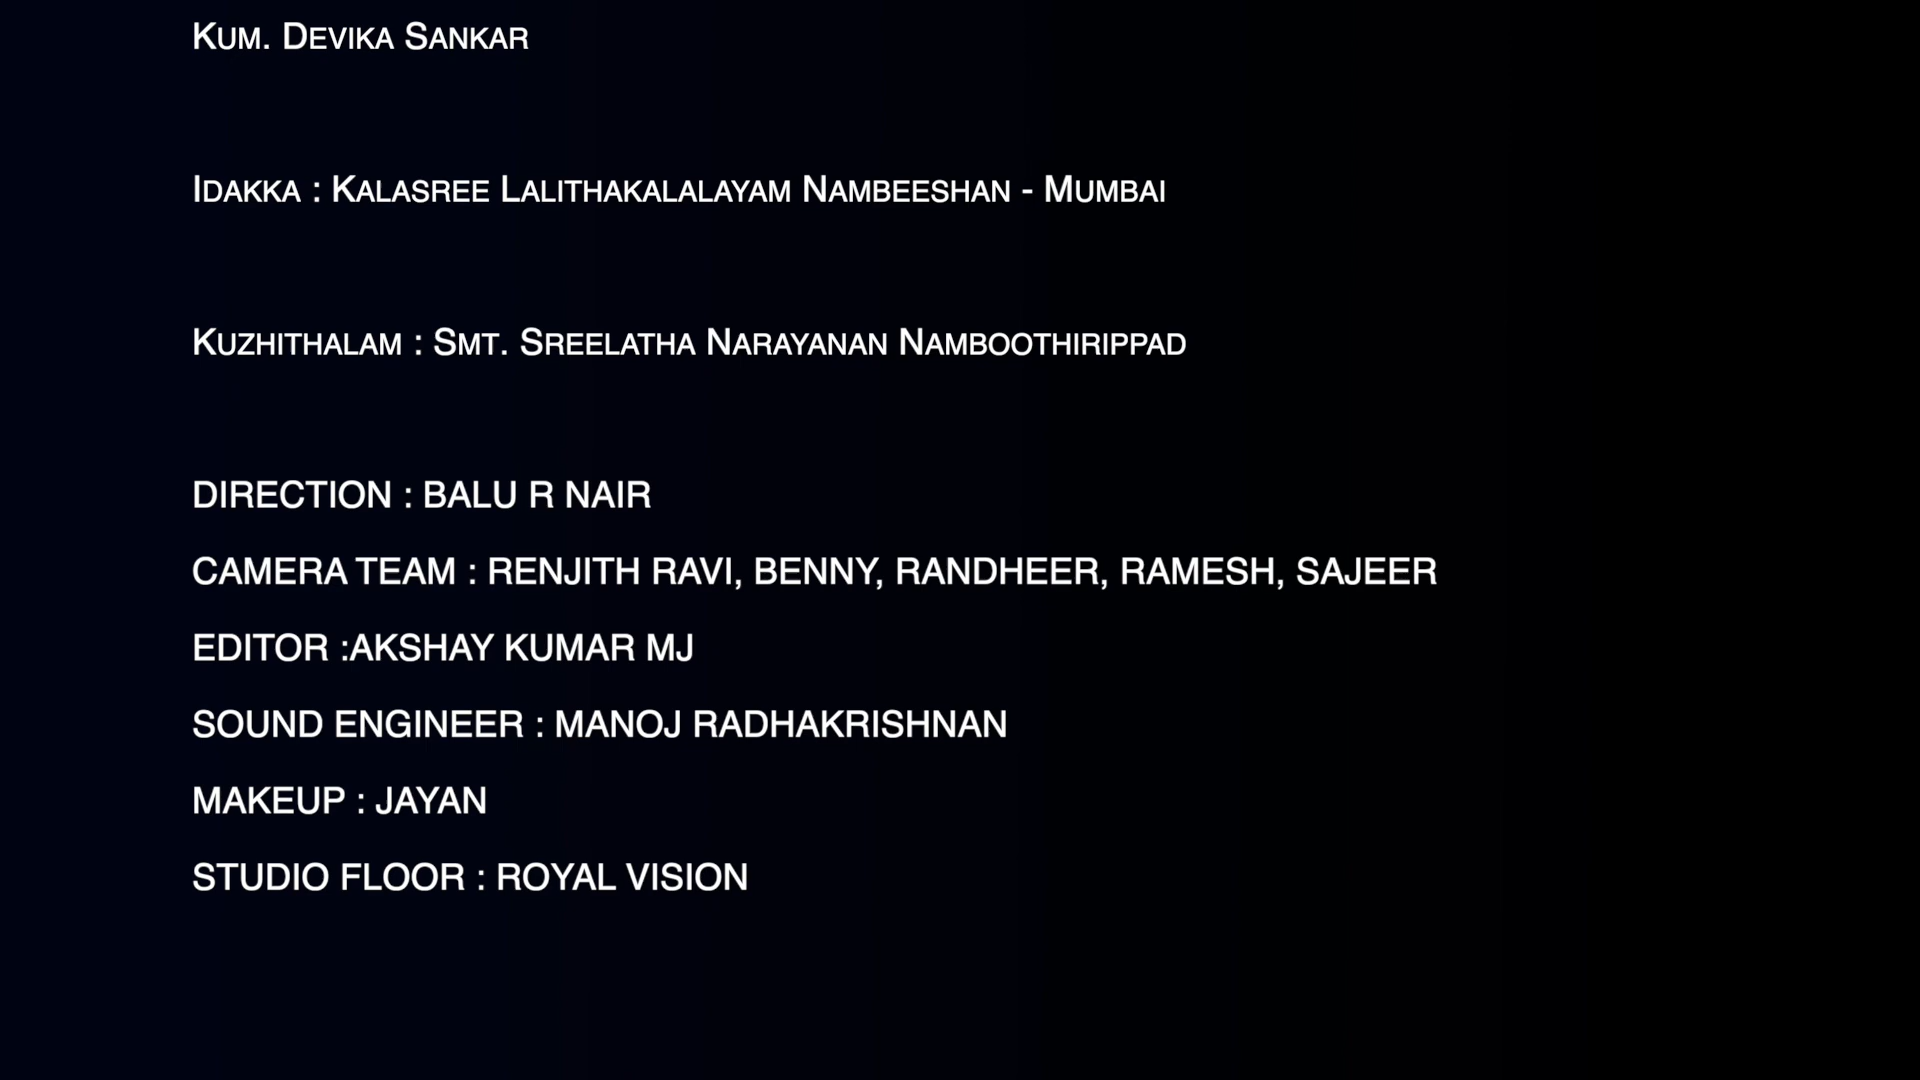 Kum. Devika Sankar
Idakka : Kalasree Lalithakalalayam Nambeeshan - Mumbai
Kuzhithalam : Smt. Sreelatha Narayanan Namboothirippad
DIRECTION : BALU R NAIR
CAMERA TEAM : RENJITH RAVI, BENNY, RANDHEER, RAMESH, SAJEER
EDITOR :AKSHAY KUMAR MJ
SOUND ENGINEER : MANOJ RADHAKRISHNAN
MAKEUP : JAYAN
STUDIO FLOOR : ROYAL VISION